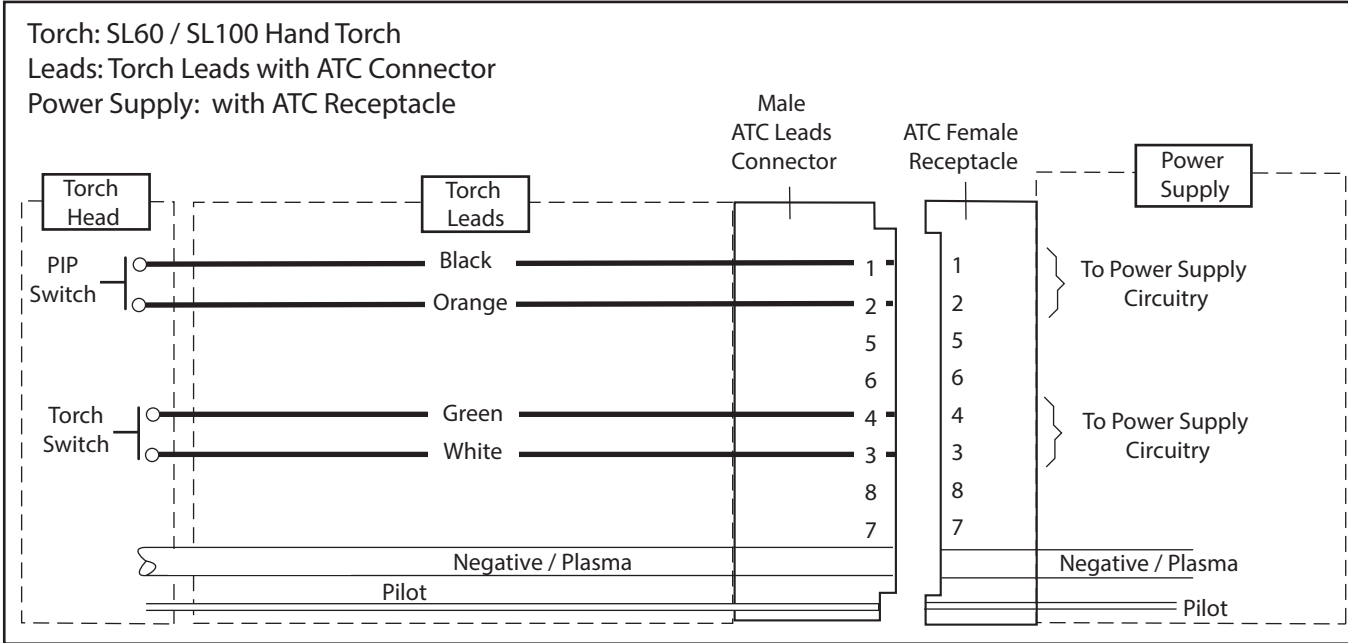 Torch: SL60 / SL100 Hand Torch
Leads: Torch Leads with ATC Connector
Power Supply: with ATC Receptacle
Male
ATC Leads
Connector
ATC Female
Receptacle
Power
Supply
Torch
Head
Torch
Leads
PIP
Switch
Black
Orange
1
2
5
6
4
3
8
7
1
2
5
6
4
3
8
7
To Power Supply
Circuitry
Torch
Switch
Green
White
To Power Supply
Circuitry
Negative / Plasma
Negative / Plasma
Pilot
Pilot